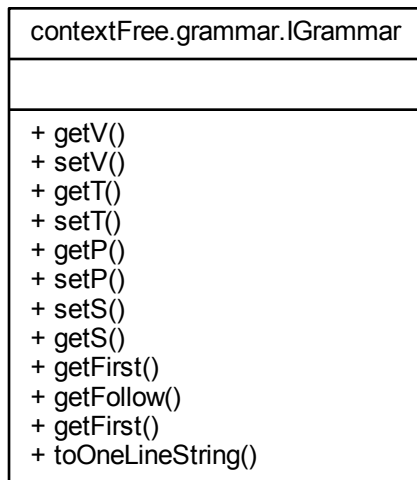 contextFree.grammar.IGrammar
+ getV()
+ setV()
+ getT()
+ setT()
+ getP()
+ setP()
+ setS()
+ getS()
+ getFirst()
+ getFollow()
+ getFirst()
+ toOneLineString()